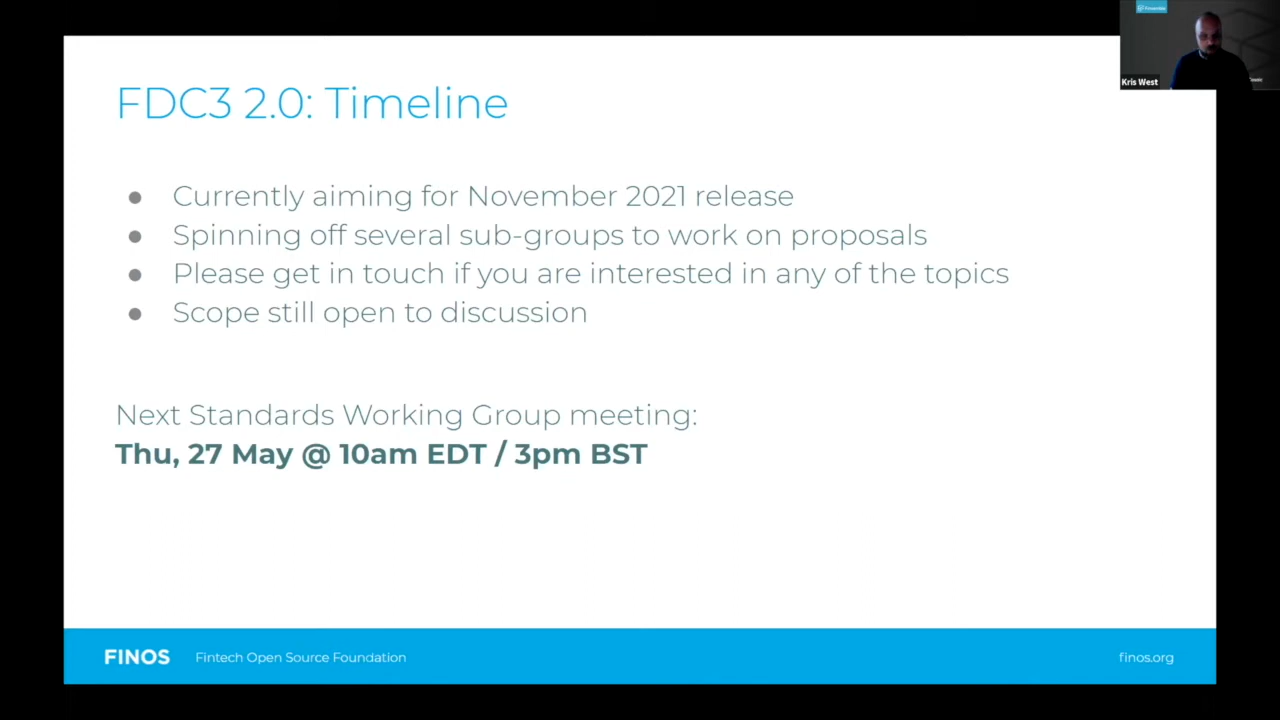 FDC3 2.0: Timeline
● Currently aiming for November 2021 release
● Spinning off several sub-groups to work on proposals
● Please get in touch if you are interested in any of the topics
● Scope still open to discussion
Next Standards Working Group meeting:
Thu, 27 May @ 10am EDT / 3pm BST
FINOS
Fintech Open Source Foundation
finos.org
Kris West